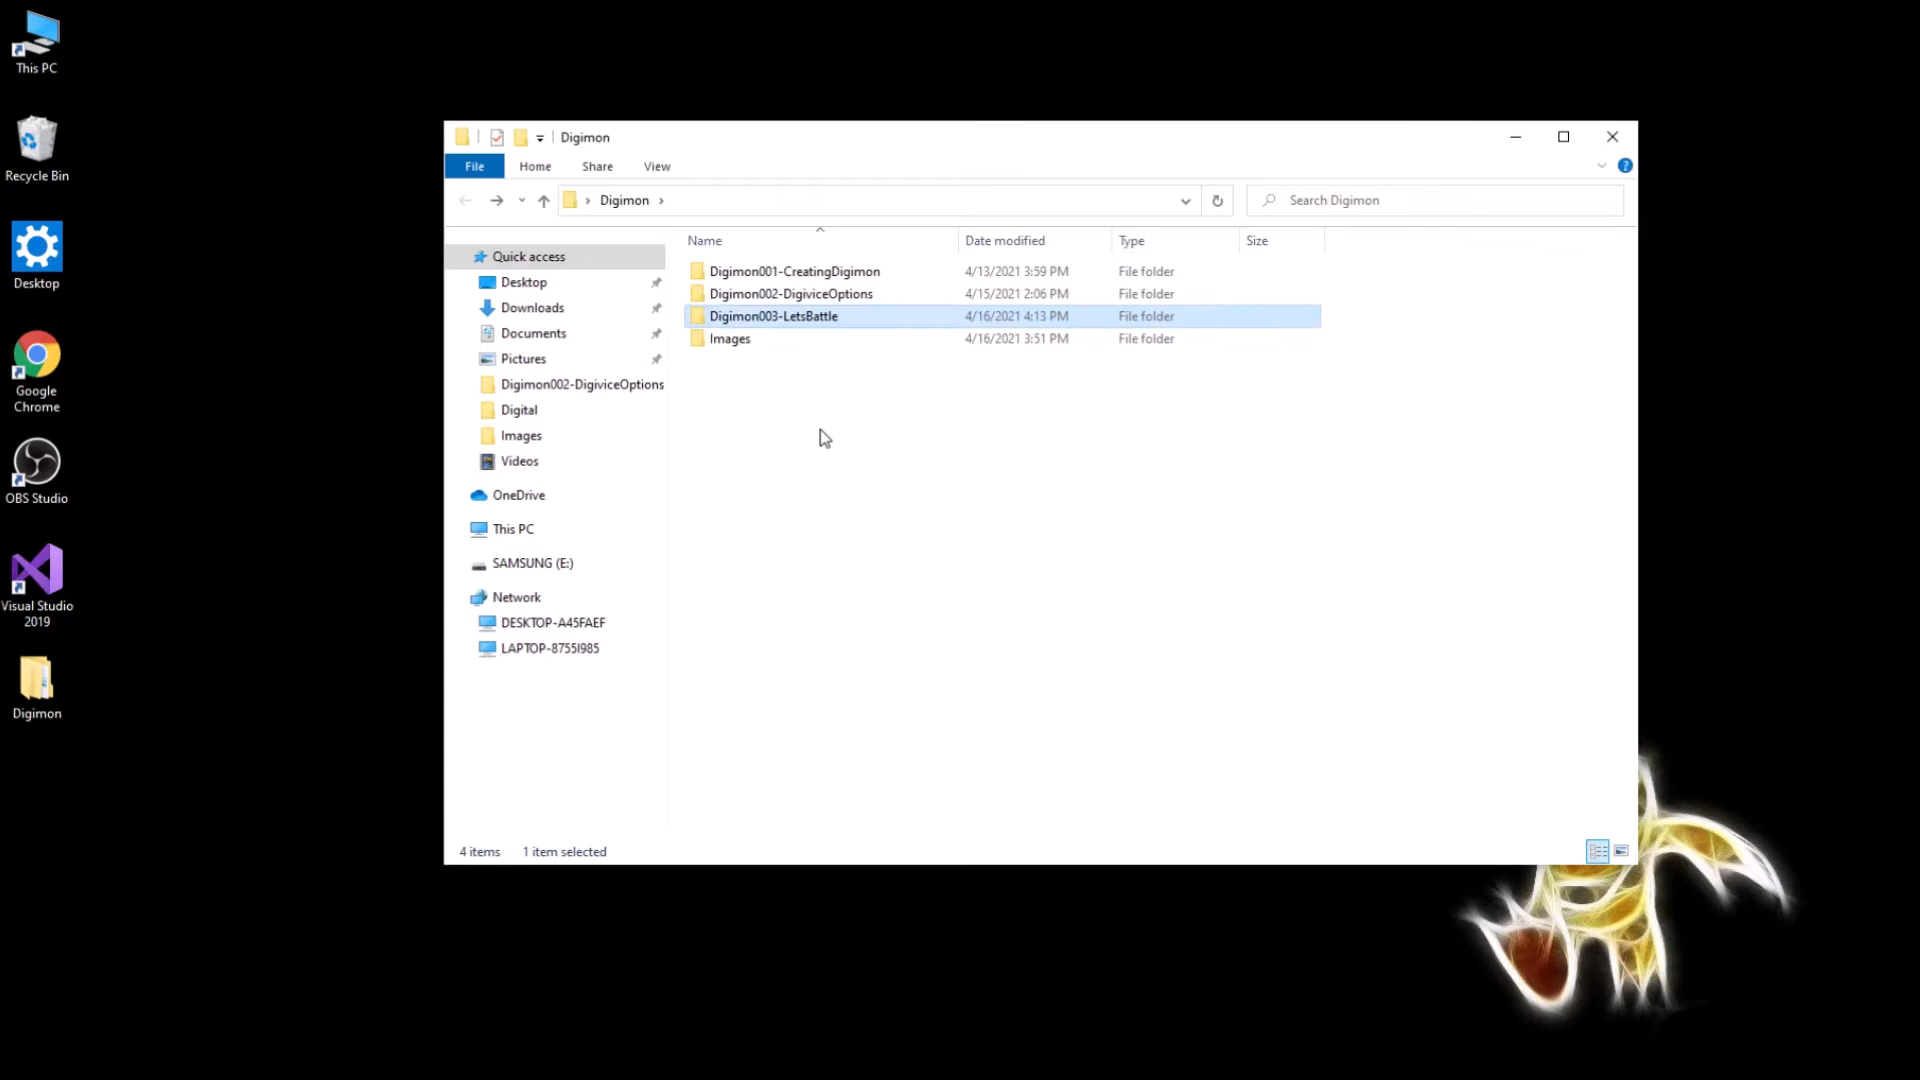 This PC
Recycle Bin
Desktop
Google
Chrome
OBS Studio
Visual Studio
2019
Digimon
Digimon
File Home Share View
Digimon
Search Digimon
Name Date modified Type Size
Digimon001-CreatingDigimon 4/13/2021 3:59 PM File folder
Digimon002-DigiviceOptions 4/15/2021 2:06 PM File folder
Digimon003-LetsBattle 4/16/2021 4:13 PM File folder
Images 4/16/2021 3:51 PM File folder
Quick access
Desktop
Downloads
Documents
Pictures
Digimon002-DigiviceOptions
Digital
Images
Videos
OneDrive
This PC
SAMSUNG (E:)
Network
DESKTOP-A45FAEF
LAPTOP-8755I985
4 items 1 item selected